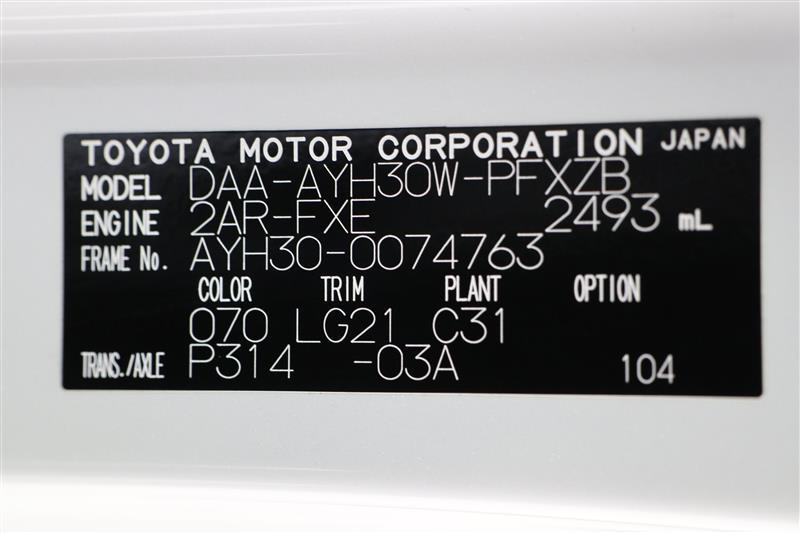 TOYOTA MOTOR CORPORATION JAPAN
MODEL DAA-AYH30W-PFXZB
ENGINE 2AR-FXE 2493 mL
FRAME No. AYH30-0074763
COLOR TRIM PLANT OPTION
070 LG21 C31
TRANS./AXLE P314 -03A 104